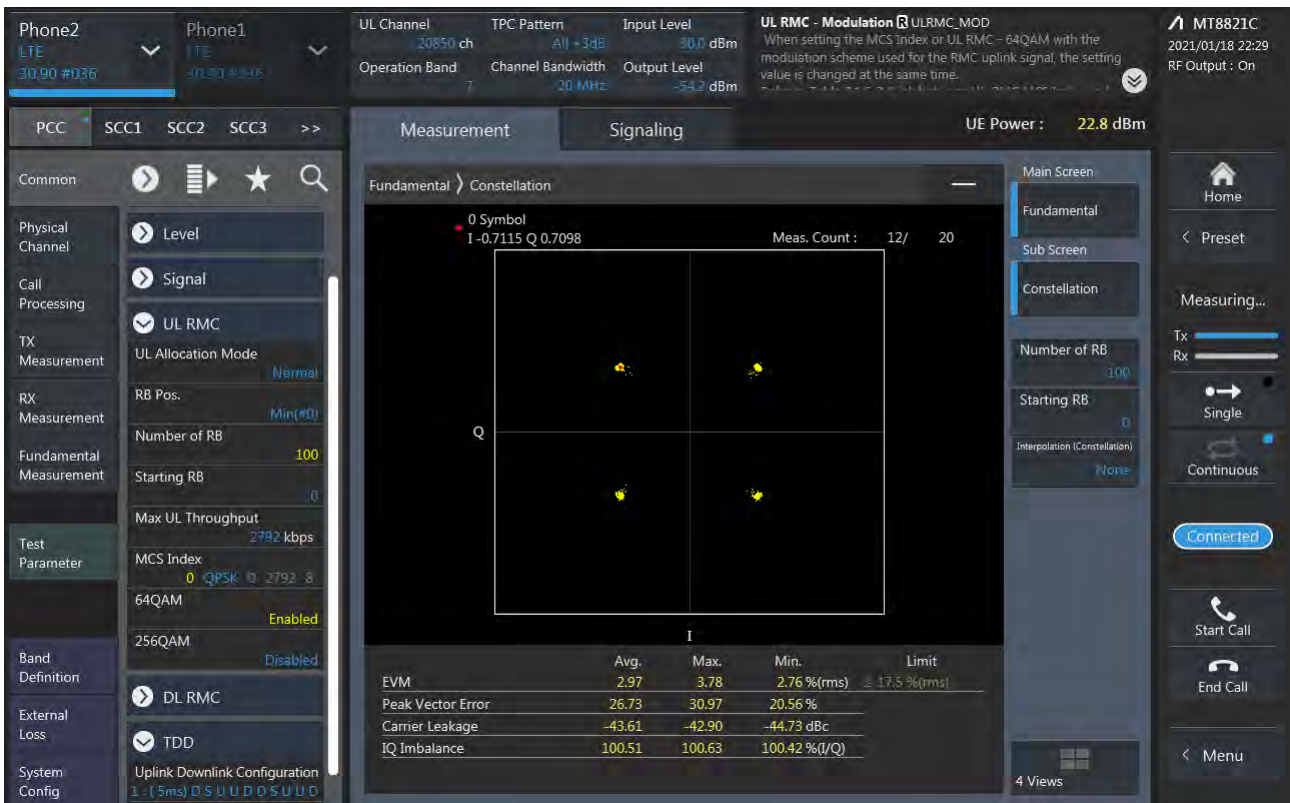 Phone2
LTE
30.90 #036
Phone1
LTE
UL Channel
20850 ch
TPC Pattern
All +3dB
Input Level
30.0 dBm
Operation Band
7
Channel Bandwidth
20 MHz
Output Level
-54.2 dBm
UL RMC - Modulation R ULRMC_MOD
When setting the MCS Index or UL RMC – 64QAM with the
modulation scheme used for the RMC uplink signal, the setting
value is changed at the same time.
MT8821C
2021/01/18 22:29
RF Output : On
PCC SCC1 SCC2 SCC3 >>
Measurement
Signaling
UE Power : 22.8 dBm
Common
Physical
Channel
Call
Processing
TX
Measurement
RX
Measurement
Fundamental
Measurement
Test
Parameter
Band
Definition
External
Loss
System
Config
Level
Signal
UL RMC
UL Allocation Mode
Normal
RB Pos.
Min(#0)
Number of RB
100
Starting RB
0
Max UL Throughput
2792 kbps
MCS Index
0 QPSK 0 2792 8
64QAM
Enabled
256QAM
Disabled
DL RMC
TDD
Uplink Downlink Configuration
1 : ( 5ms) D S U U D D S U U D
Fundamental > Constellation
0 Symbol
I -0.7115 Q 0.7098
Meas. Count : 12/ 20
Q
I
Avg. Max. Min. Limit
EVM 2.97 3.78 2.76 %(rms) ≤ 17.5 %(rms)
Peak Vector Error 26.73 30.97 20.56 %
Carrier Leakage -43.61 -42.90 -44.73 dBc
IQ Imbalance 100.51 100.63 100.42 %(I/Q)
Main Screen
Fundamental
Sub Screen
Constellation
Number of RB
100
Starting RB
0
Interpolation (Constellation)
None
4 Views
Home
< Preset
Measuring...
Tx
Rx
Single
Continuous
Connected
Start Call
End Call
< Menu